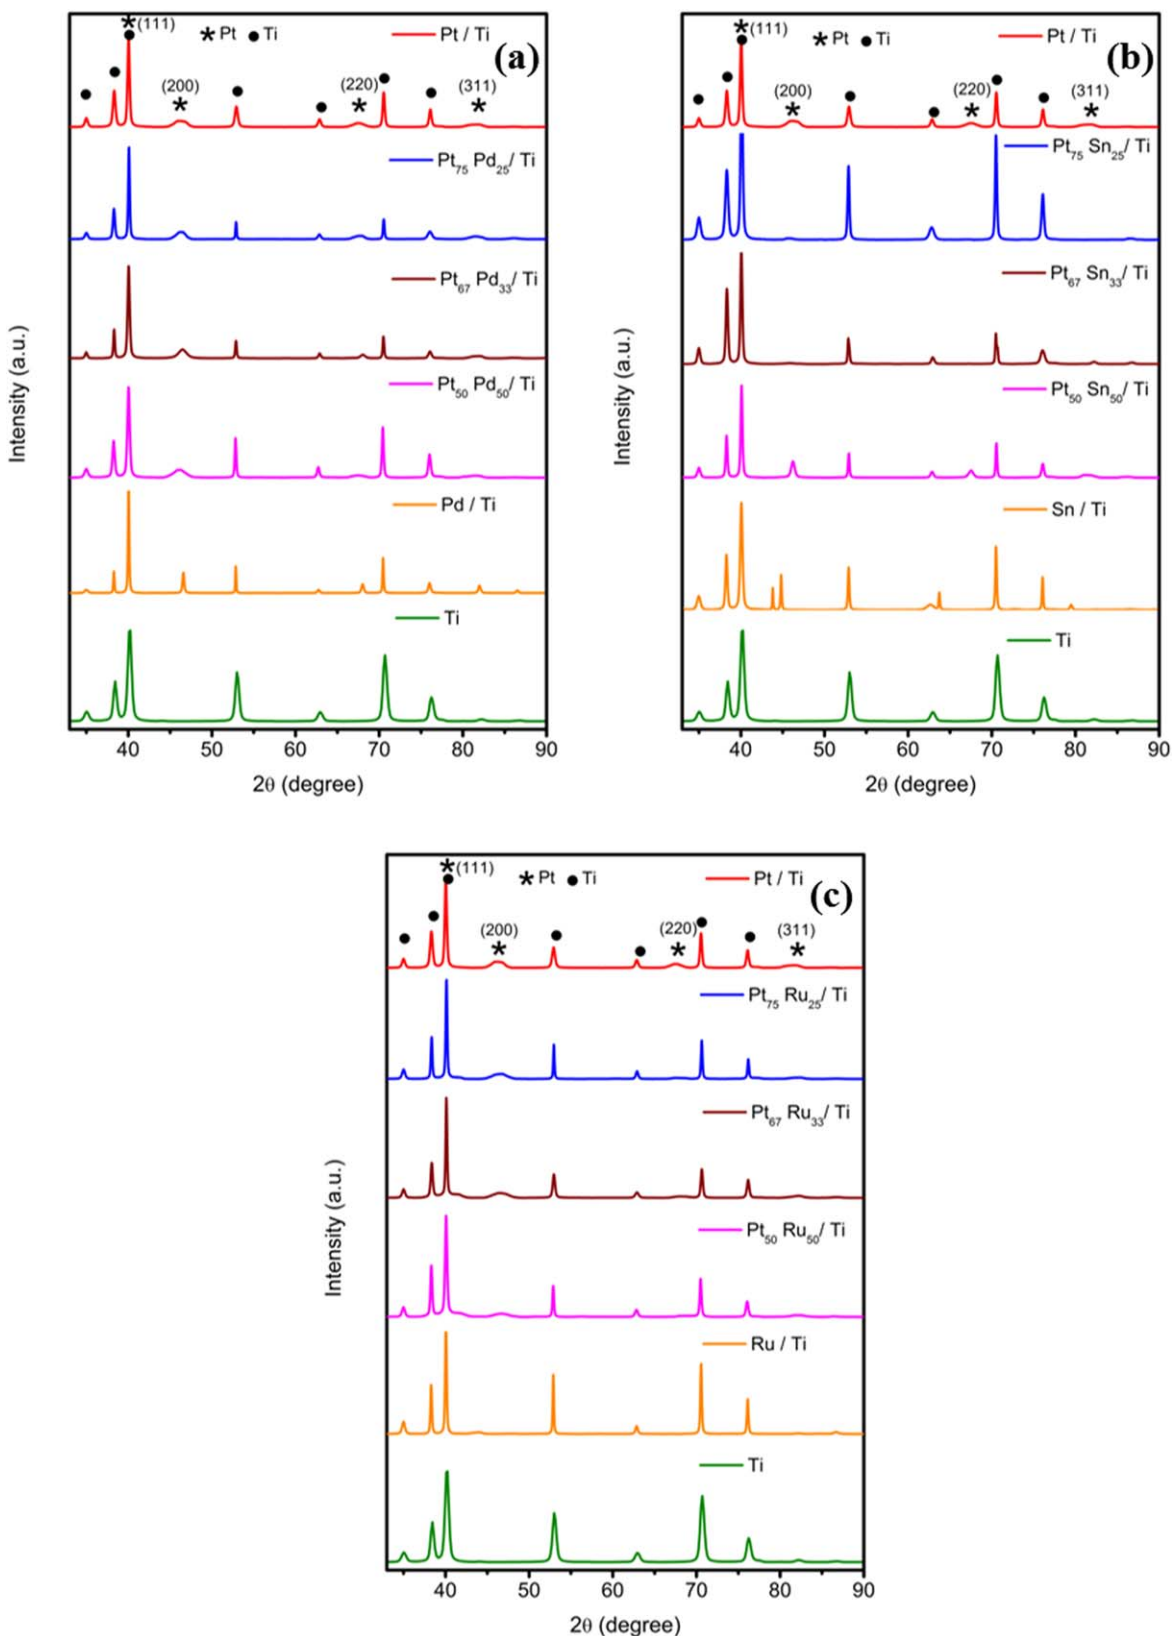 *(111) * Pt ● Ti Pt / Ti (a)
(200) (220) (311)
Pt75 Pd25/ Ti
Pt67 Pd33/ Ti
Pt50 Pd50/ Ti
Pd / Ti
Ti
Intensity (a.u.)
40 50 60 70 80 90
2θ (degree)
*(111) * Pt ● Ti Pt / Ti (b)
(200) (220) (311)
Pt75 Sn25/ Ti
Pt67 Sn33/ Ti
Pt50 Sn50/ Ti
Sn / Ti
Ti
Intensity (a.u.)
40 50 60 70 80 90
2θ (degree)
*(111) * Pt ● Ti Pt / Ti (c)
(200) (220) (311)
Pt75 Ru25/ Ti
Pt67 Ru33/ Ti
Pt50 Ru50/ Ti
Ru / Ti
Ti
Intensity (a.u.)
40 50 60 70 80 90
2θ (degree)